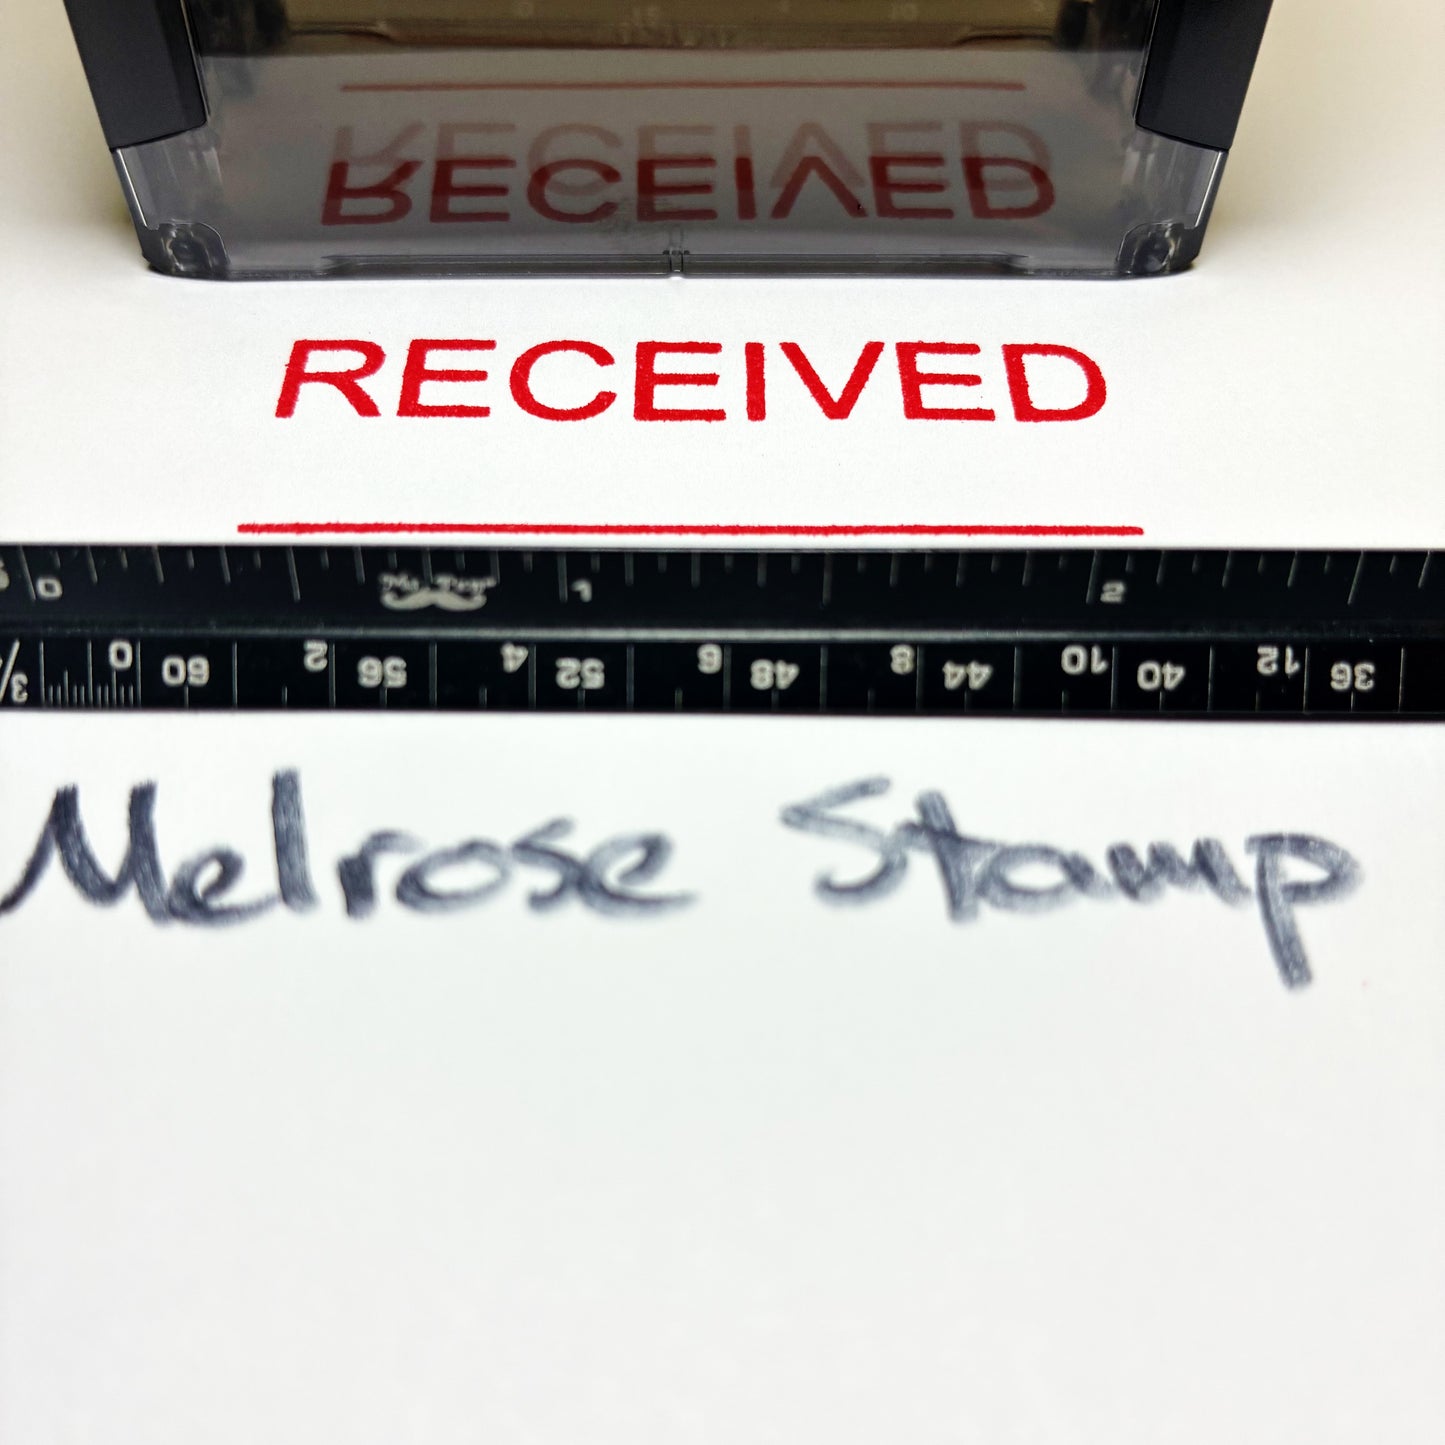 RECEIVED
RECEIVED
0 1 2
0 60 2 56 4 52 6 48 8 44 10 40 12 36
Melrose Stamp